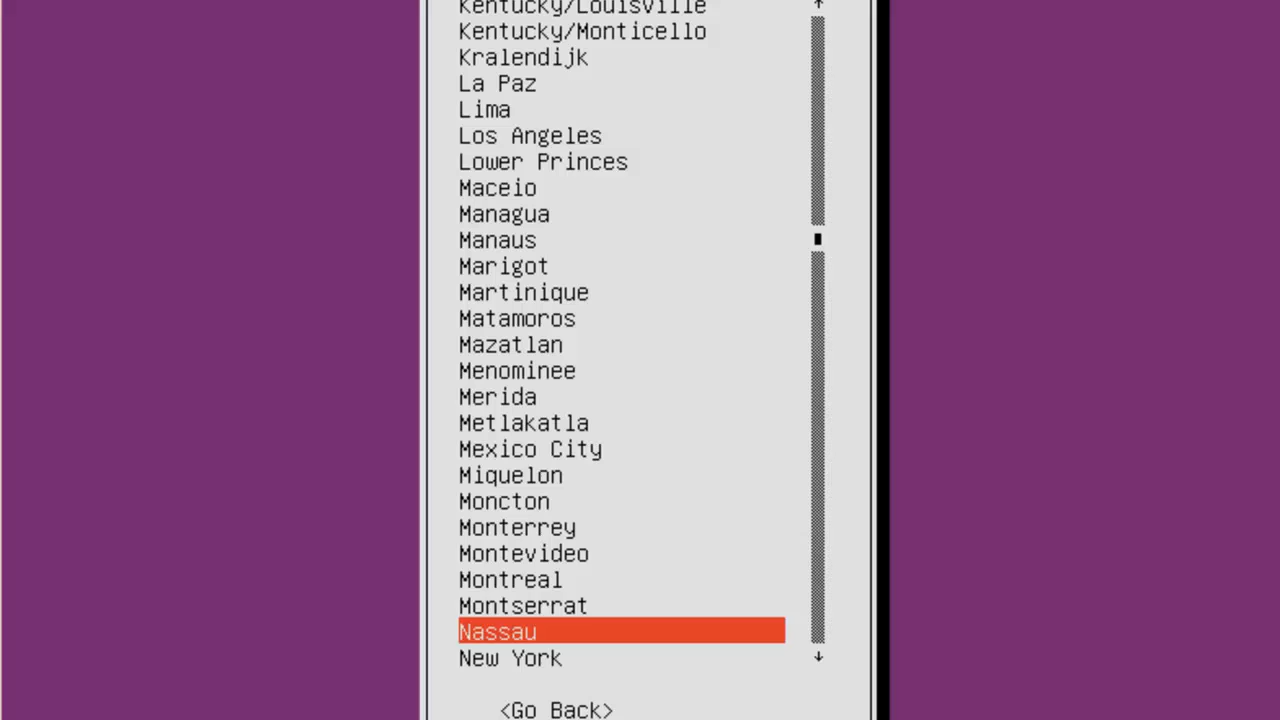 Kentucky/Louisville
Kentucky/Monticello
Kralendijk
La Paz
Lima
Los Angeles
Lower Princes
Maceio
Managua
Manaus
Marigot
Martinique
Matamoros
Mazatlan
Menominee
Merida
Metlakatla
Mexico City
Miquelon
Moncton
Monterrey
Montevideo
Montreal
Montserrat
Nassau
New York
<Go Back>